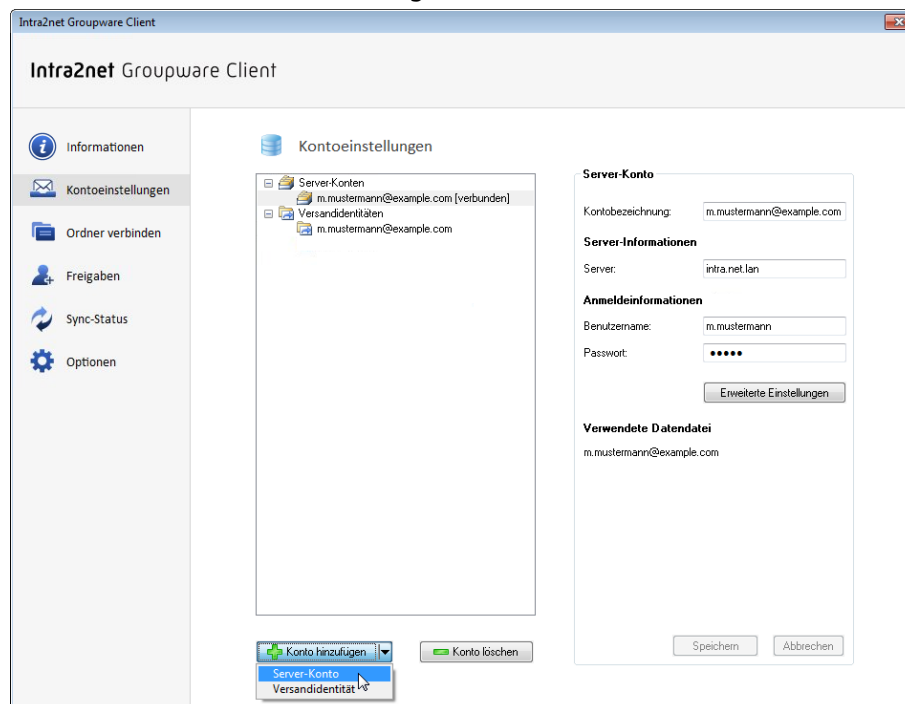 Intra2net Groupware Client
Intra2net Groupware Client
Informationen
Kontoeinstellungen
Ordner verbinden
Freigaben
Sync-Status
Optionen
Kontoeinstellungen
Server-Konten
m.mustermann@example.com [verbunden]
Versandidentitäten
m.mustermann@example.com
Konto hinzufügen
Konto löschen
Server-Konto
Versandidentität
Server-Konto
Kontobezeichnung: m.mustermann@example.com
Server-Informationen
Server: intra.net.lan
Anmeldeinformationen
Benutzername: m.mustermann
Passwort: •••••
Erweiterte Einstellungen
Verwendete Datendatei
m.mustermann@example.com
Speichern Abbrechen